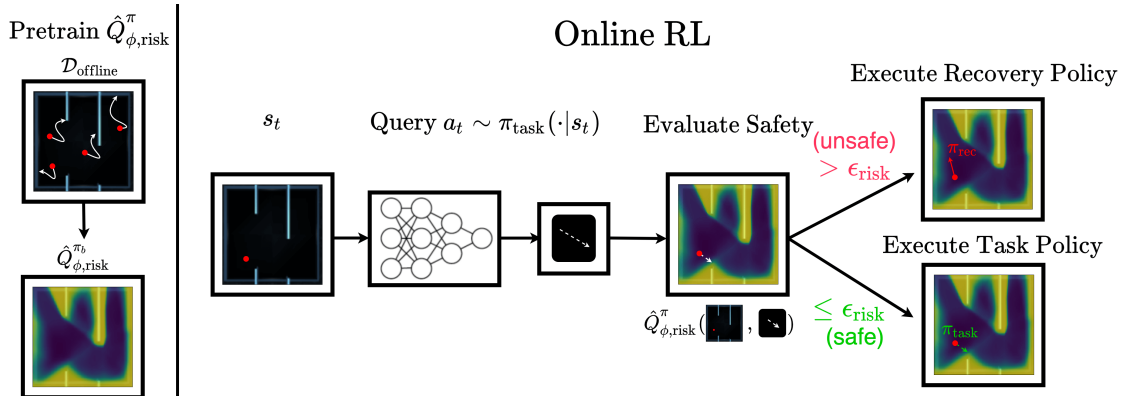 Pretrain $\hat{Q}^{\pi}_{\phi,\text{risk}}$
$\mathcal{D}_{\text{offline}}$
$\hat{Q}^{\pi_b}_{\phi,\text{risk}}$
Online RL
$s_t$
Query $a_t \sim \pi_{\text{task}}(\cdot|s_t)$
Evaluate Safety
$\hat{Q}^{\pi}_{\phi,\text{risk}}($ , $)$
(unsafe)
$> \epsilon_{\text{risk}}$
$\leq \epsilon_{\text{risk}}$
(safe)
Execute Recovery Policy
$\pi_{\text{rec}}$
Execute Task Policy
$\pi_{\text{task}}$